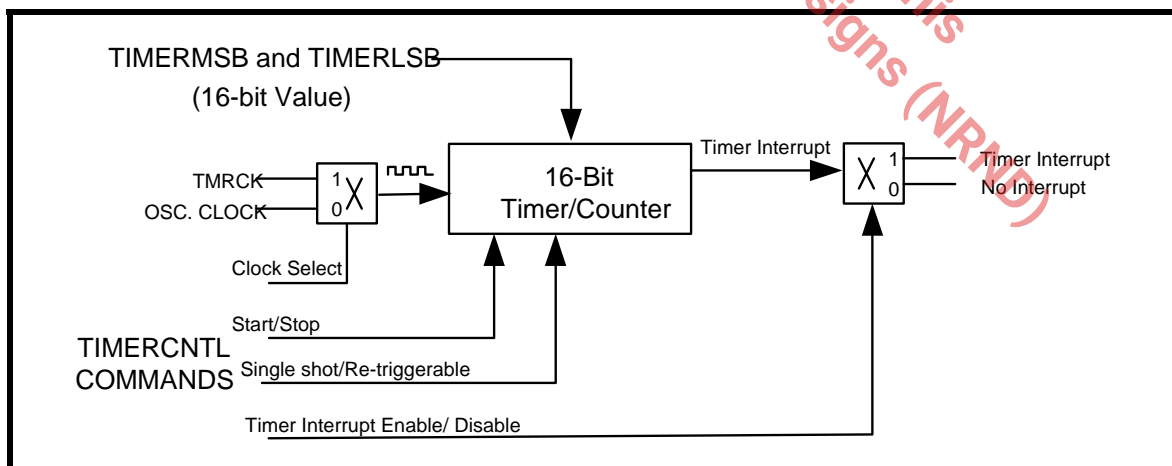 this
signs (NRND)
TIMERMSB and TIMERLSB
(16-bit Value)
TMRCK
OSC. CLOCK
1
0
X
Clock Select
16-Bit
Timer/Counter
Timer Interrupt
X
1
0
Timer Interrupt
No Interrupt
Start/Stop
TIMERCNTL
COMMANDS
Single shot/Re-triggerable
Timer Interrupt Enable/ Disable